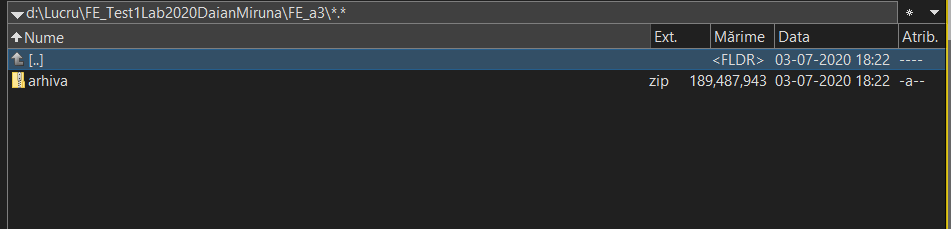 d:\Lucru\FE_Test1Lab2020DaianMiruna\FE_a3\*.* * 
Nume Ext. Mărime Data Atrib.
[..] <FLDR> 03-07-2020 18:22 ----
arhiva zip 189,487,943 03-07-2020 18:22 -a--